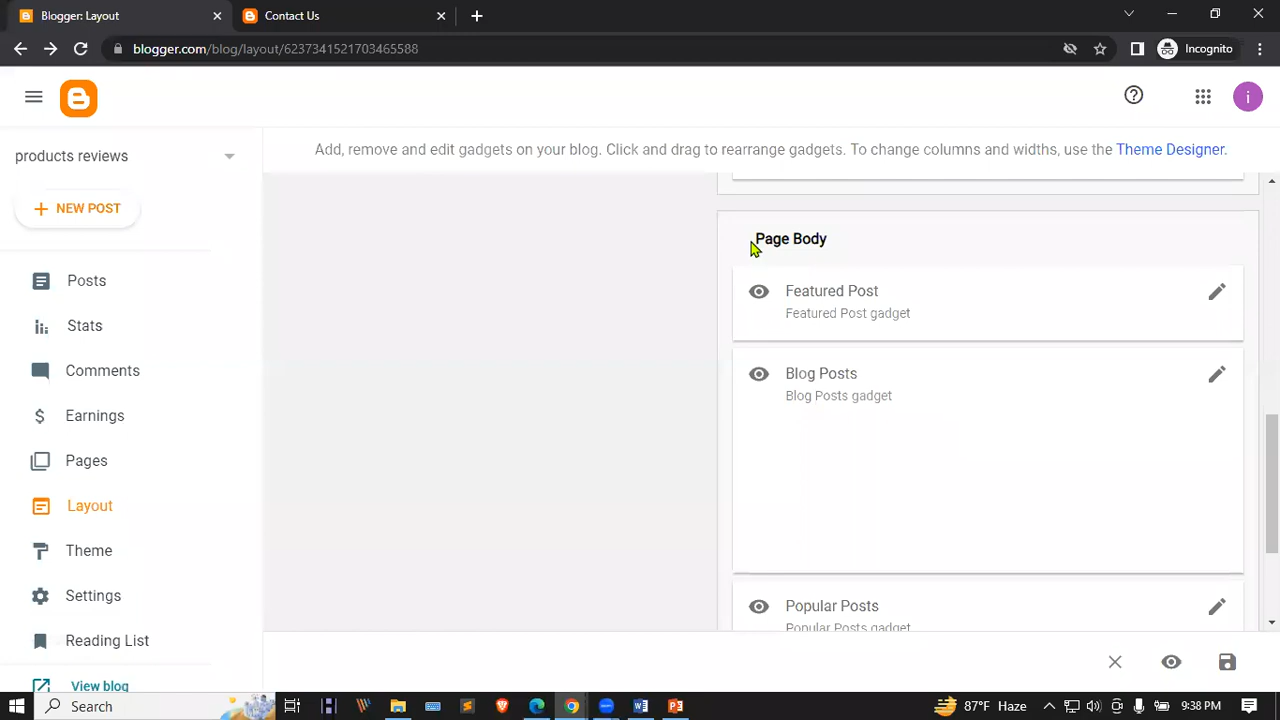 Blogger: Layout
Contact Us
blogger.com/blog/layout/6237341521703465588
Incognito
i
products reviews
Add, remove and edit gadgets on your blog. Click and drag to rearrange gadgets. To change columns and widths, use the Theme Designer.
NEW POST
Posts
Stats
Comments
Earnings
Pages
Layout
Theme
Settings
Reading List
View blog
Page Body
Featured Post
Featured Post gadget
Blog Posts
Blog Posts gadget
Popular Posts
Popular Posts gadget
Search
87°F Haze
9:38 PM